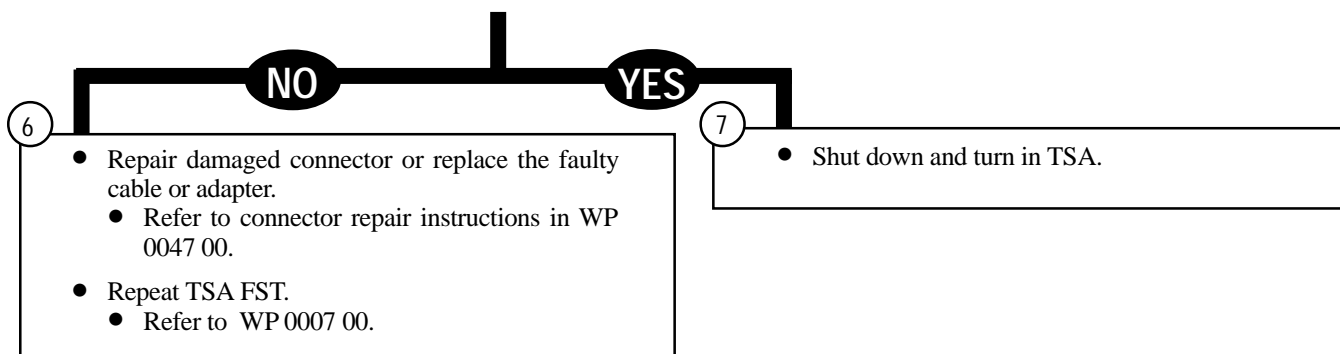 NO
YES
6
• Repair damaged connector or replace the faulty
cable or adapter.
• Refer to connector repair instructions in WP
0047 00.
• Repeat TSA FST.
• Refer to WP 0007 00.
7
• Shut down and turn in TSA.